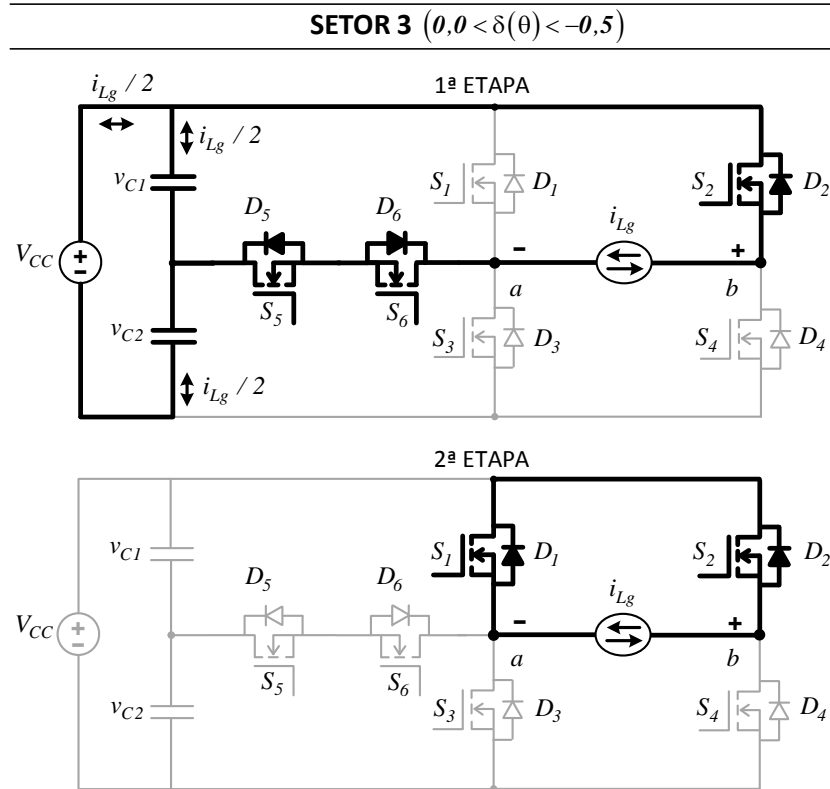 SETOR 3 (0,0 < δ(θ) < −0,5)
1ª ETAPA
i_Lg / 2
i_Lg / 2
v_C1
S_1
D_1
S_2
D_2
D_5
D_6
V_CC
+
−
−
i_Lg
+
S_5
S_6
a
b
v_C2
S_3
D_3
S_4
D_4
i_Lg / 2
2ª ETAPA
v_C1
S_1
D_1
S_2
D_2
D_5
D_6
i_Lg
V_CC
+
−
−
+
S_5
S_6
a
b
v_C2
S_3
D_3
S_4
D_4